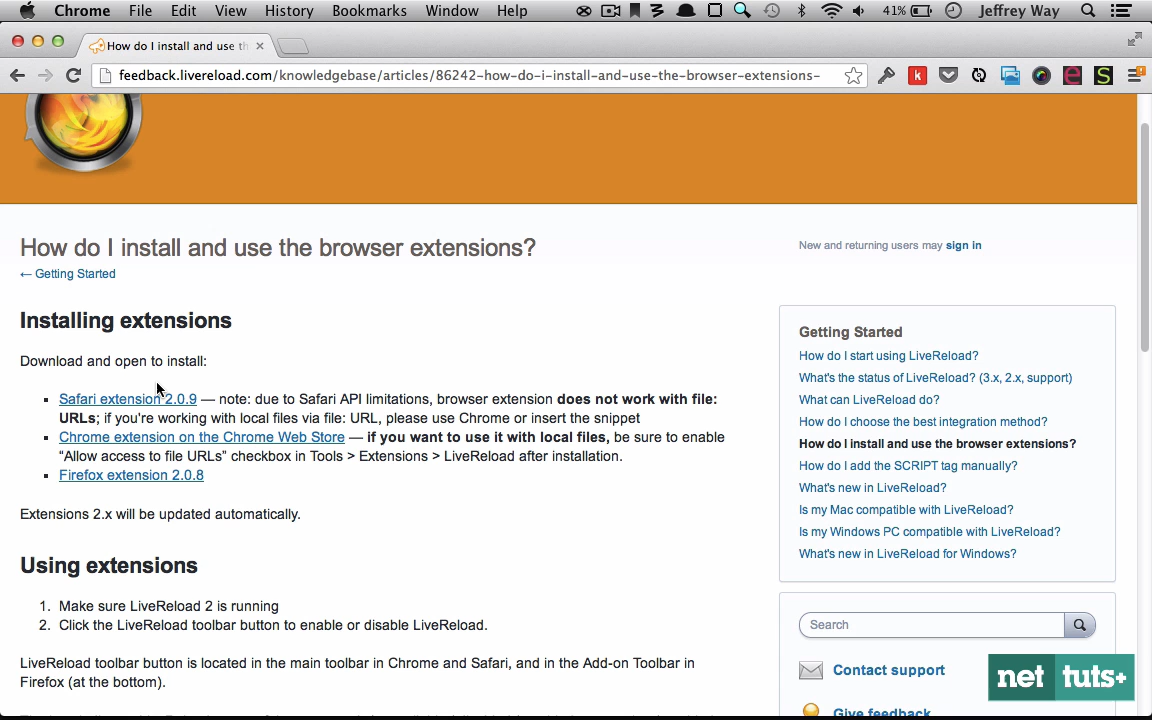 Chrome File Edit View History Bookmarks Window Help 41% Jeffrey Way
How do I install and use th
feedback.livereload.com/knowledgebase/articles/86242-how-do-i-install-and-use-the-browser-extensions-
How do I install and use the browser extensions?
← Getting Started
New and returning users may sign in
Installing extensions
Download and open to install:
Safari extension 2.0.9 — note: due to Safari API limitations, browser extension does not work with file:
URLs; if you're working with local files via file: URL, please use Chrome or insert the snippet
Chrome extension on the Chrome Web Store — if you want to use it with local files, be sure to enable
“Allow access to file URLs” checkbox in Tools > Extensions > LiveReload after installation.
Firefox extension 2.0.8
Extensions 2.x will be updated automatically.
Using extensions
1. Make sure LiveReload 2 is running
2. Click the LiveReload toolbar button to enable or disable LiveReload.
LiveReload toolbar button is located in the main toolbar in Chrome and Safari, and in the Add-on Toolbar in
Firefox (at the bottom).
Getting Started
How do I start using LiveReload?
What's the status of LiveReload? (3.x, 2.x, support)
What can LiveReload do?
How do I choose the best integration method?
How do I install and use the browser extensions?
How do I add the SCRIPT tag manually?
What's new in LiveReload?
Is my Mac compatible with LiveReload?
Is my Windows PC compatible with LiveReload?
What's new in LiveReload for Windows?
Search
Contact support
Give feedback
net tuts+